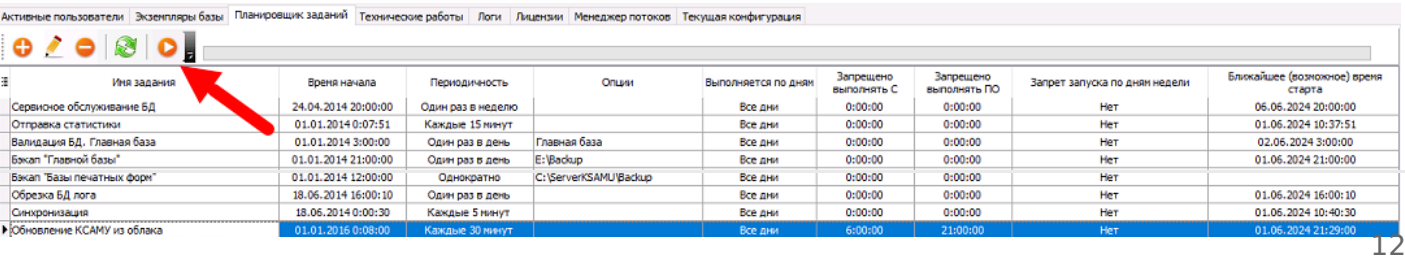 Активные пользователи Экземпляры базы Планировщик заданий Технические работы Логи Лицензии Менеджер потоков Текущая конфигурация
Имя задания Время начала Периодичность Опции Выполняется по дням Запрещено выполнять С Запрещено выполнять ПО Запрет запуска по дням недели Ближайшее (возможное) время старта
Сервисное обслуживание БД 24.04.2014 20:00:00 Один раз в неделю Все дни 0:00:00 0:00:00 Нет 06.06.2024 20:00:00
Отправка статистики 01.01.2014 0:07:51 Каждые 15 минут Все дни 0:00:00 0:00:00 Нет 01.06.2024 10:37:51
Валидация БД. Главная база 01.01.2014 3:00:00 Один раз в день Главная база Все дни 0:00:00 0:00:00 Нет 02.06.2024 3:00:00
Бэкап "Главной базы" 01.01.2014 21:00:00 Один раз в день E:\Backup Все дни 0:00:00 0:00:00 Нет 01.06.2024 21:00:00
Бэкап "Базы печатных форм" 01.01.2014 12:00:00 Однократно C:\ServerKSAMU\Backup Все дни 0:00:00 0:00:00 Нет
Обрезка БД лога 18.06.2014 16:00:10 Один раз в день Все дни 0:00:00 0:00:00 Нет 01.06.2024 16:00:10
Синхронизация 18.06.2014 0:00:30 Каждые 5 минут Все дни 0:00:00 0:00:00 Нет 01.06.2024 10:40:30
Обновление КСАМУ из облака 01.01.2016 0:08:00 Каждые 30 минут Все дни 6:00:00 21:00:00 Нет 01.06.2024 21:29:00
12